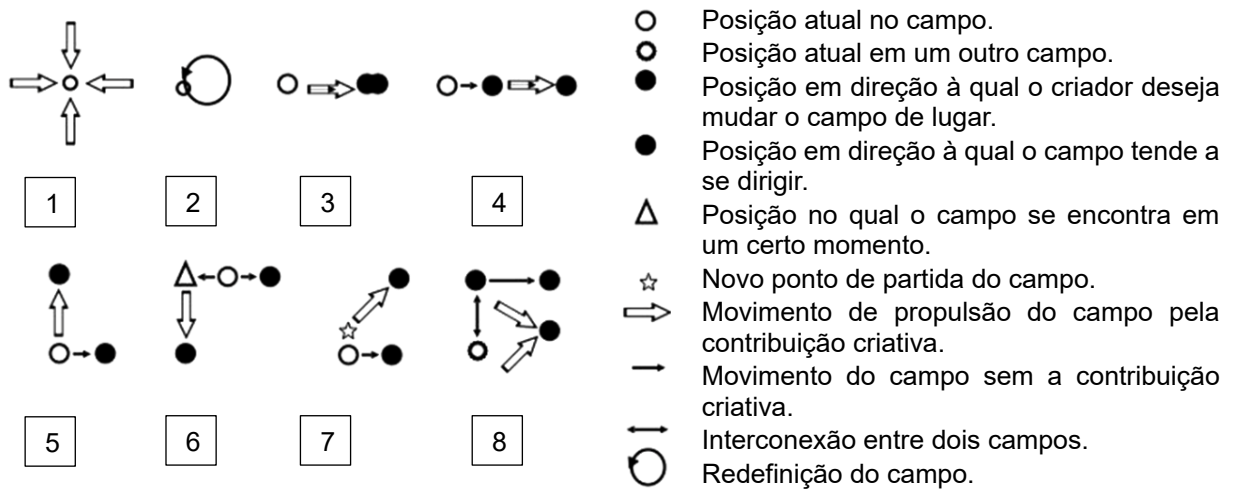 1
2
3
4
5
6
7
8
Posição atual no campo.
Posição atual em um outro campo.
Posição em direção à qual o criador deseja
mudar o campo de lugar.
Posição em direção à qual o campo tende a
se dirigir.
Posição no qual o campo se encontra em
um certo momento.
Novo ponto de partida do campo.
Movimento de propulsão do campo pela
contribuição criativa.
Movimento do campo sem a contribuição
criativa.
Interconexão entre dois campos.
Redefinição do campo.